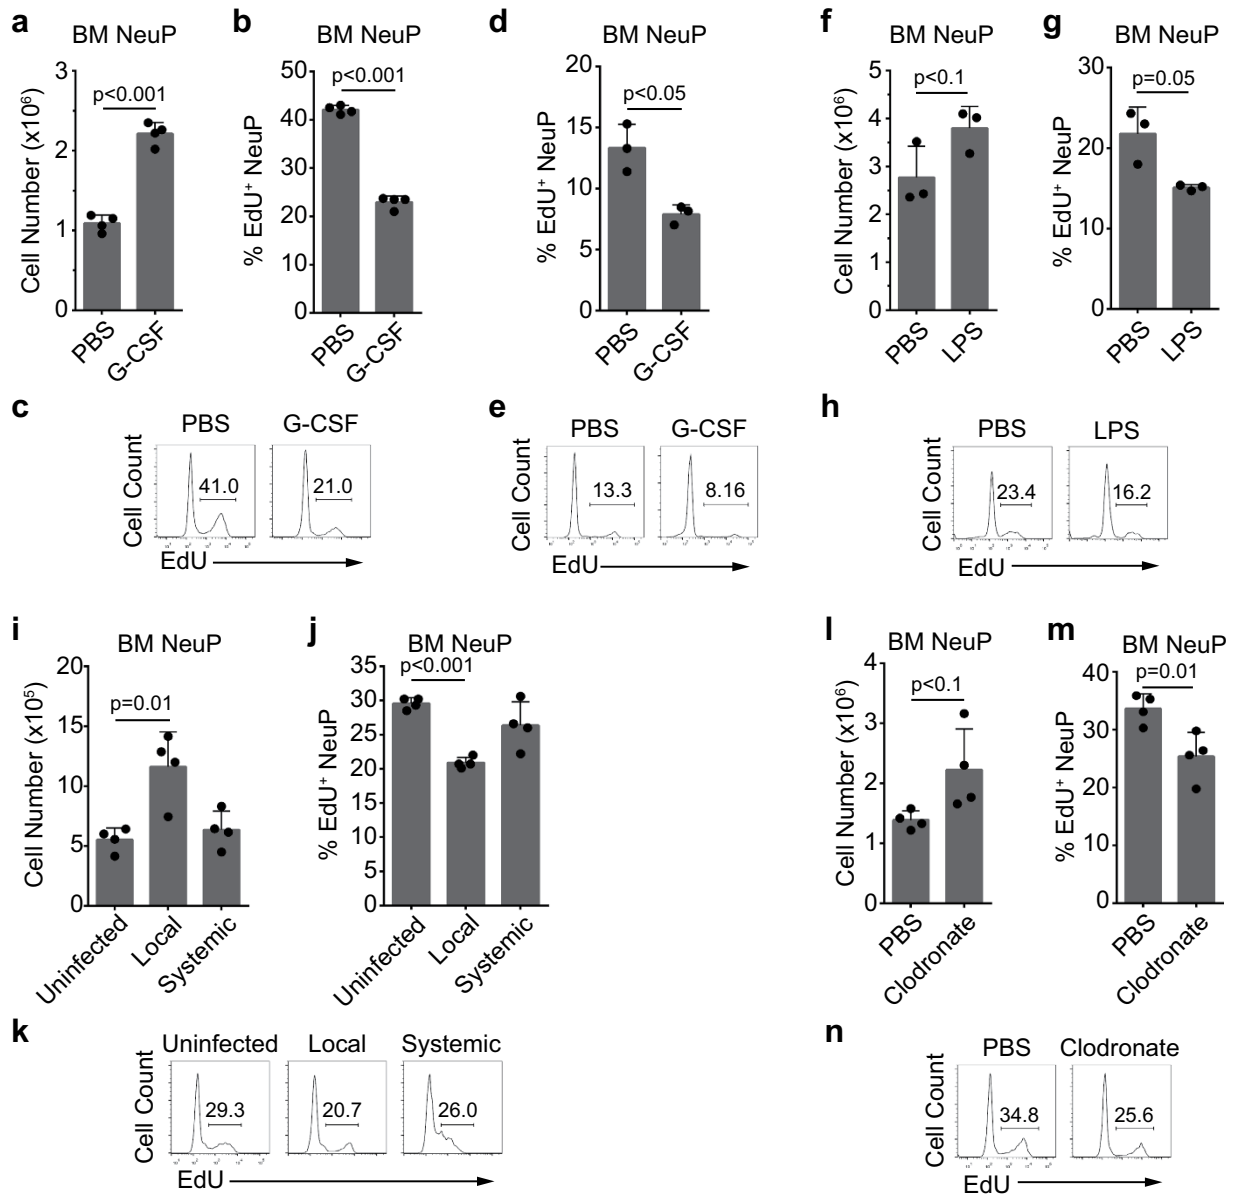 a
BM NeuP
Cell Number (x10⁶)
3
2
1
0
p<0.001
PBS
G-CSF
b
BM NeuP
% EdU⁺ NeuP
50
40
30
20
10
0
p<0.001
PBS
G-CSF
d
BM NeuP
% EdU⁺ NeuP
20
15
10
5
0
p<0.05
PBS
G-CSF
f
BM NeuP
Cell Number (x10⁶)
5
4
3
2
1
0
p<0.1
PBS
LPS
g
BM NeuP
% EdU⁺ NeuP
30
20
10
0
p=0.05
PBS
LPS
c
PBS
G-CSF
Cell Count
41.0
21.0
EdU
e
PBS
G-CSF
Cell Count
13.3
8.16
EdU
h
PBS
LPS
Cell Count
23.4
16.2
EdU
i
BM NeuP
Cell Number (x10⁵)
20
15
10
5
0
p=0.01
Uninfected
Local
Systemic
j
BM NeuP
% EdU⁺ NeuP
35
30
25
20
15
10
5
0
p<0.001
Uninfected
Local
Systemic
l
BM NeuP
Cell Number (x10⁶)
4
3
2
1
0
p<0.1
PBS
Clodronate
m
BM NeuP
% EdU⁺ NeuP
40
30
20
10
0
p=0.01
PBS
Clodronate
k
Uninfected
Local
Systemic
Cell Count
29.3
20.7
26.0
EdU
n
PBS
Clodronate
Cell Count
34.8
25.6
EdU